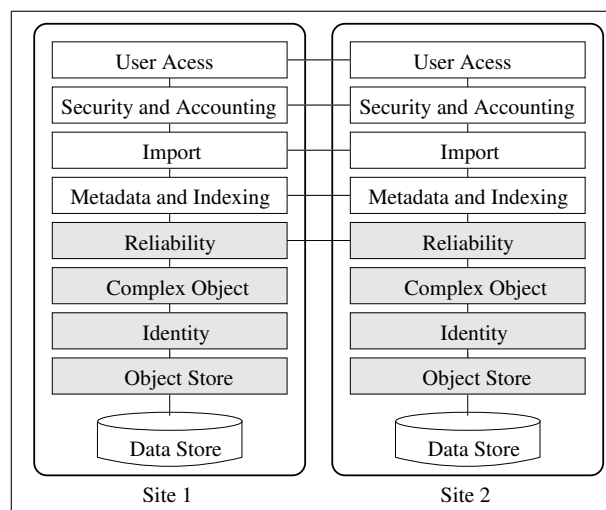 User Acess
Security and Accounting
Import
Metadata and Indexing
Reliability
Complex Object
Identity
Object Store
Data Store
Site 1
User Acess
Security and Accounting
Import
Metadata and Indexing
Reliability
Complex Object
Identity
Object Store
Data Store
Site 2